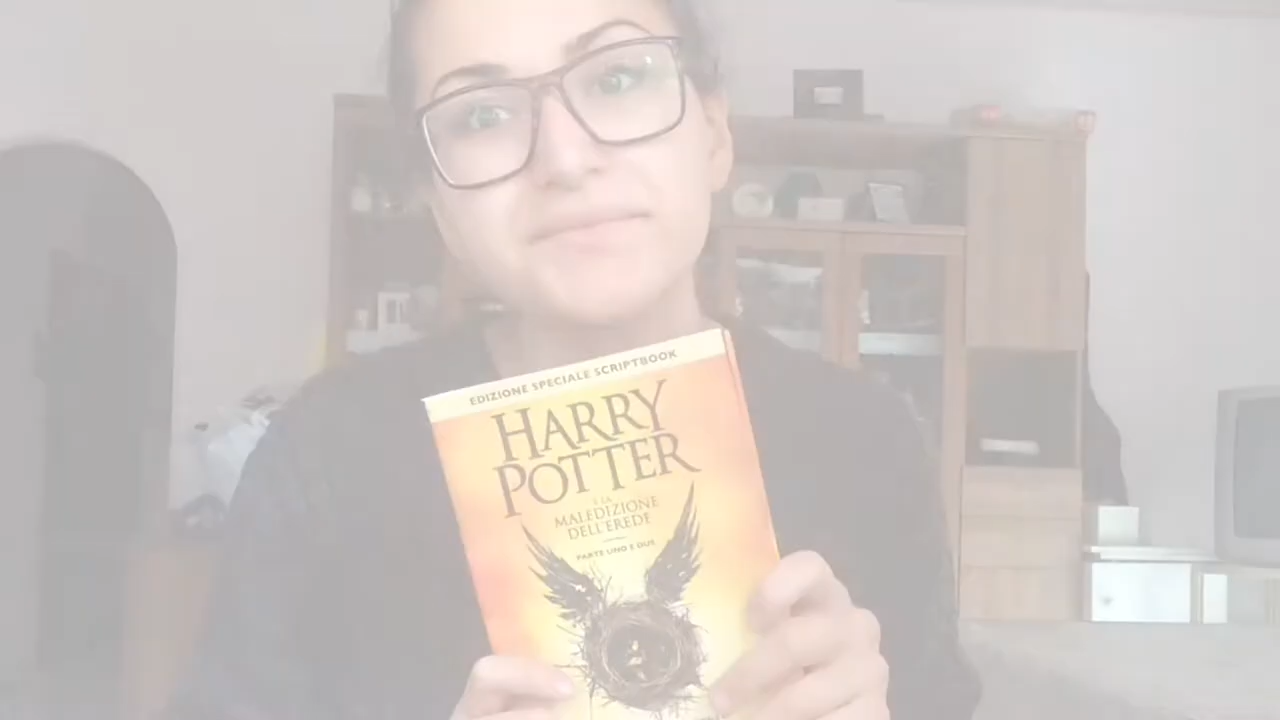 EDIZIONE SPECIALE SCRIPTBOOK
HARRY
POTTER
E LA
MALEDIZIONE
DELL'EREDE
PARTE UNO E DUE